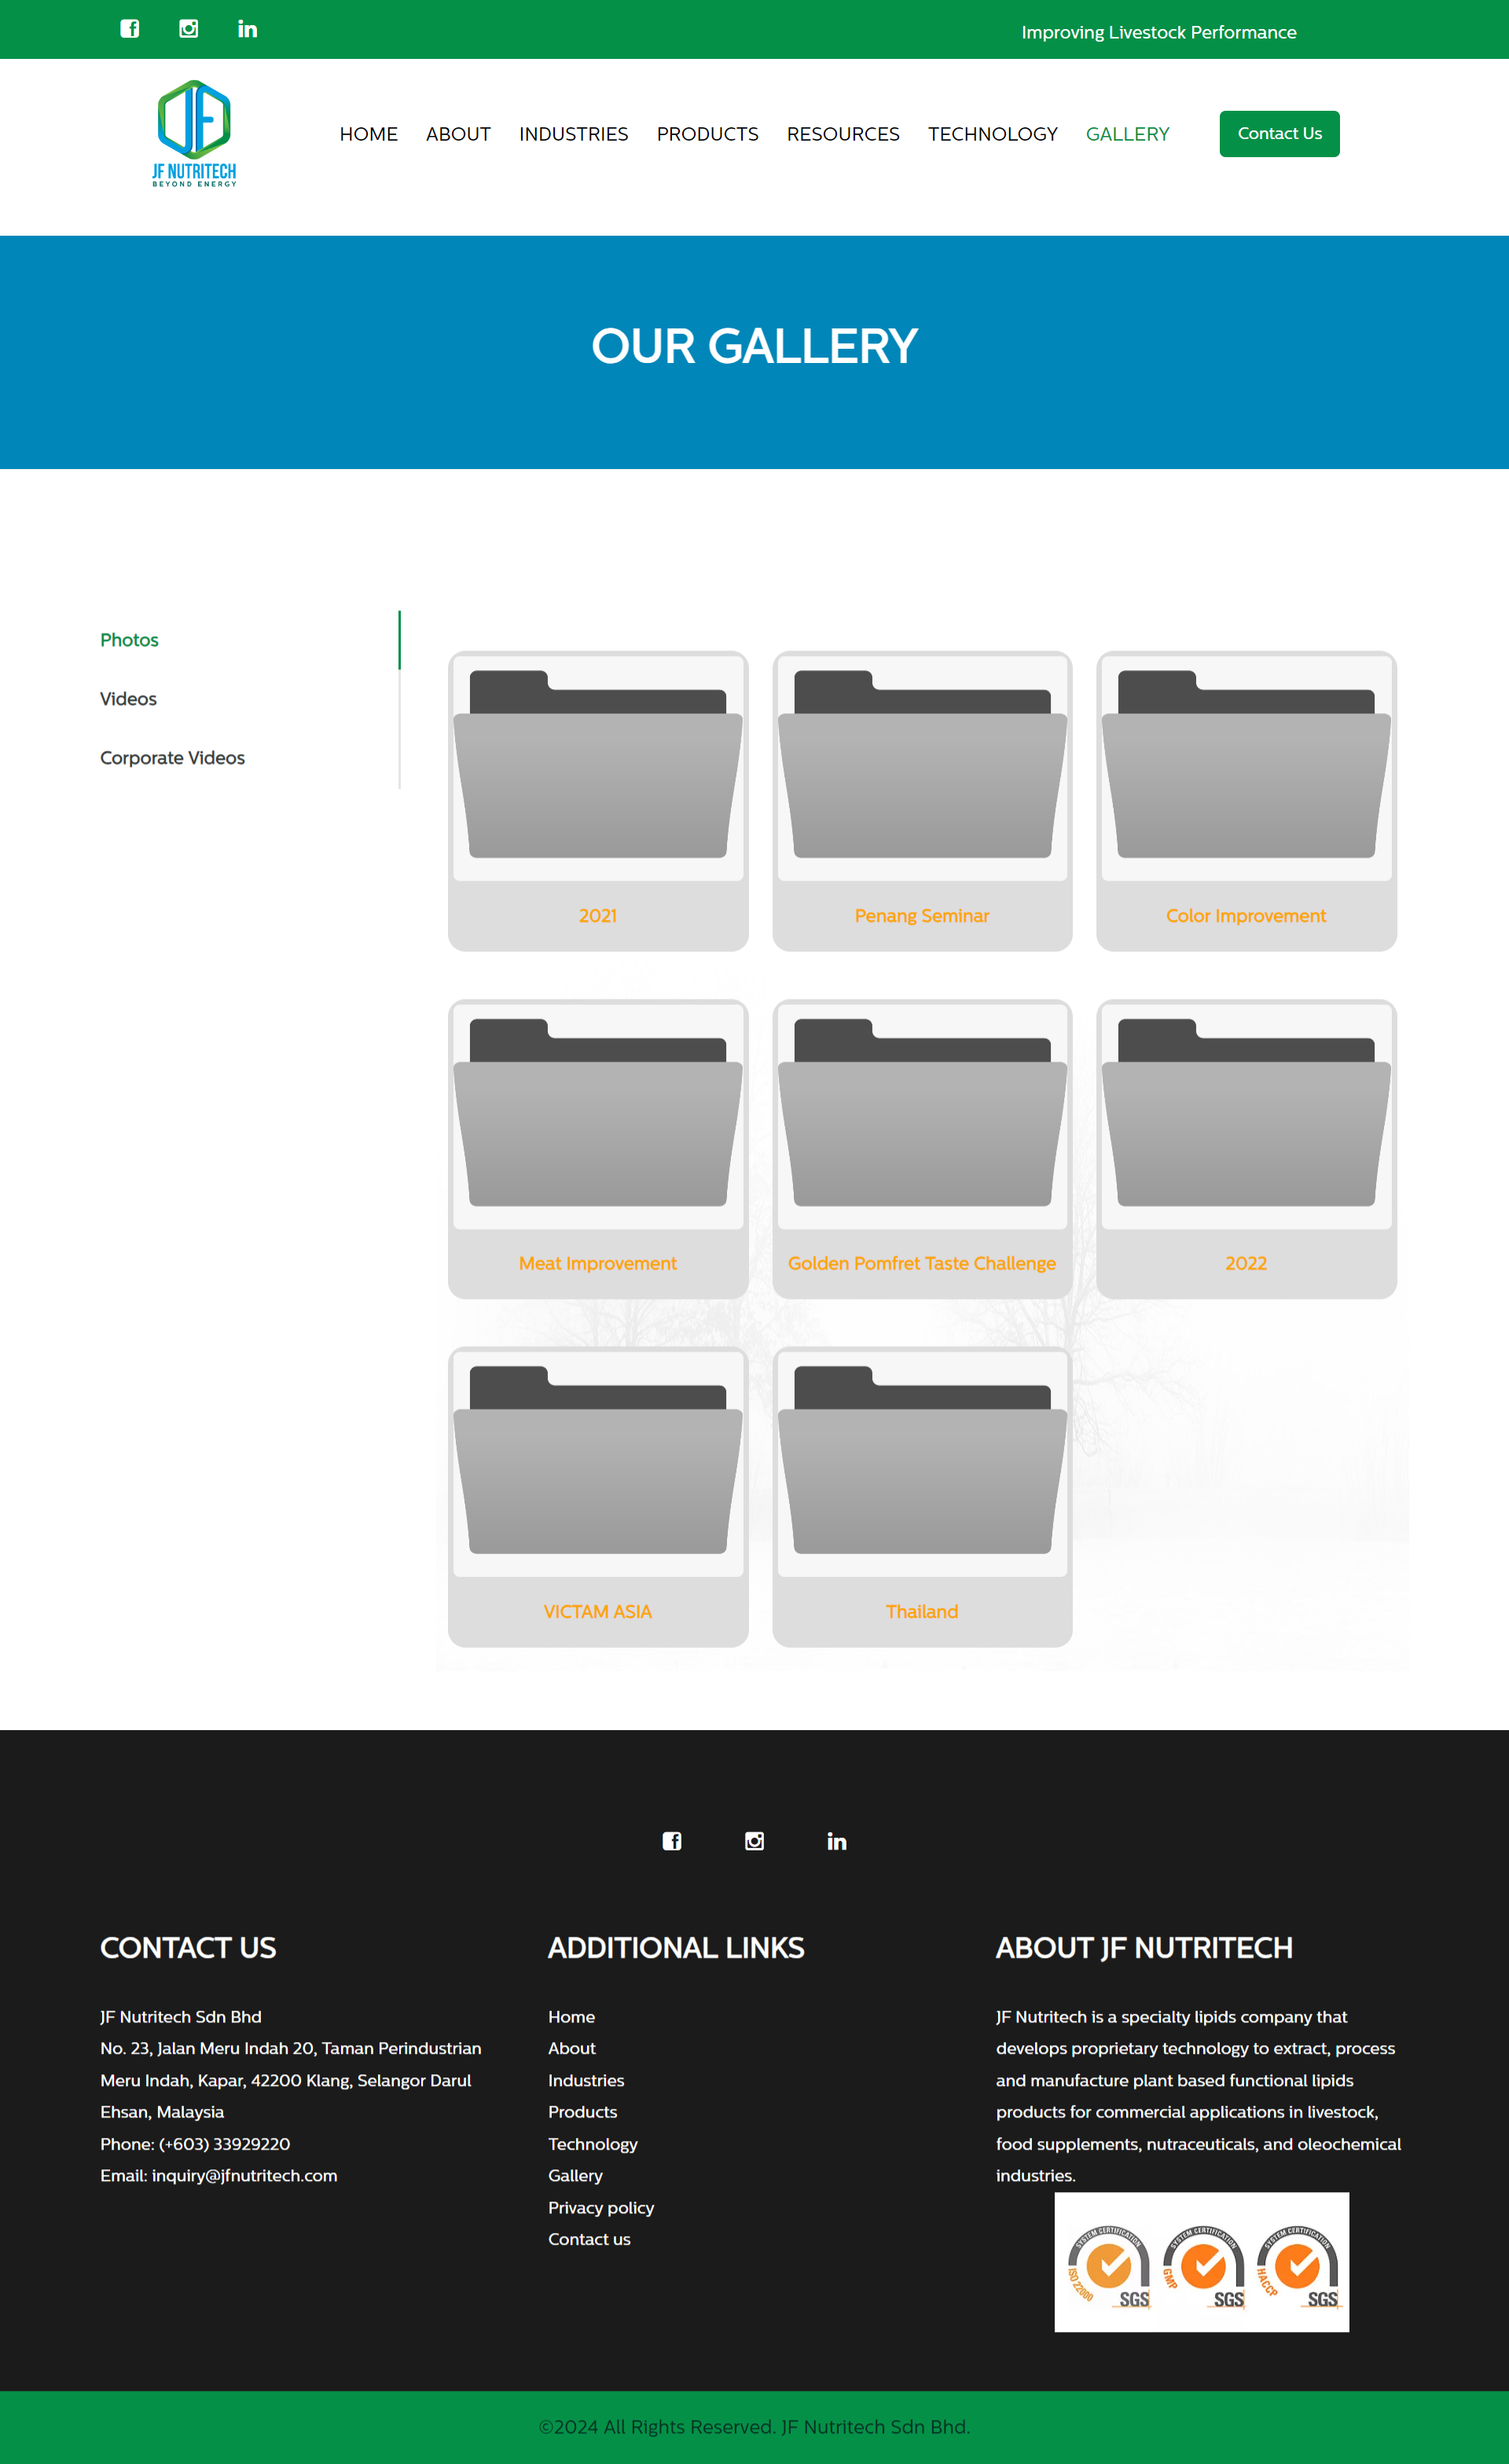 Improving Livestock Performance
JF NUTRITECH
BEYOND ENERGY
HOME ABOUT INDUSTRIES PRODUCTS RESOURCES TECHNOLOGY GALLERY Contact Us
OUR GALLERY
Photos
Videos
Corporate Videos
2021 Penang Seminar Color Improvement
Meat Improvement Golden Pomfret Taste Challenge 2022
VICTAM ASIA Thailand
CONTACT US
JF Nutritech Sdn Bhd
No. 23, Jalan Meru Indah 20, Taman Perindustrian
Meru Indah, Kapar, 42200 Klang, Selangor Darul
Ehsan, Malaysia
Phone: (+603) 33929220
Email: inquiry@jfnutritech.com
ADDITIONAL LINKS
Home
About
Industries
Products
Technology
Gallery
Privacy policy
Contact us
ABOUT JF NUTRITECH
JF Nutritech is a specialty lipids company that
develops proprietary technology to extract, process
and manufacture plant based functional lipids
products for commercial applications in livestock,
food supplements, nutraceuticals, and oleochemical
industries.
SYSTEM CERTIFICATION
ISO 22000
SGS
SYSTEM CERTIFICATION
GMP
SGS
SYSTEM CERTIFICATION
HACCP
SGS
©2024 All Rights Reserved. JF Nutritech Sdn Bhd.